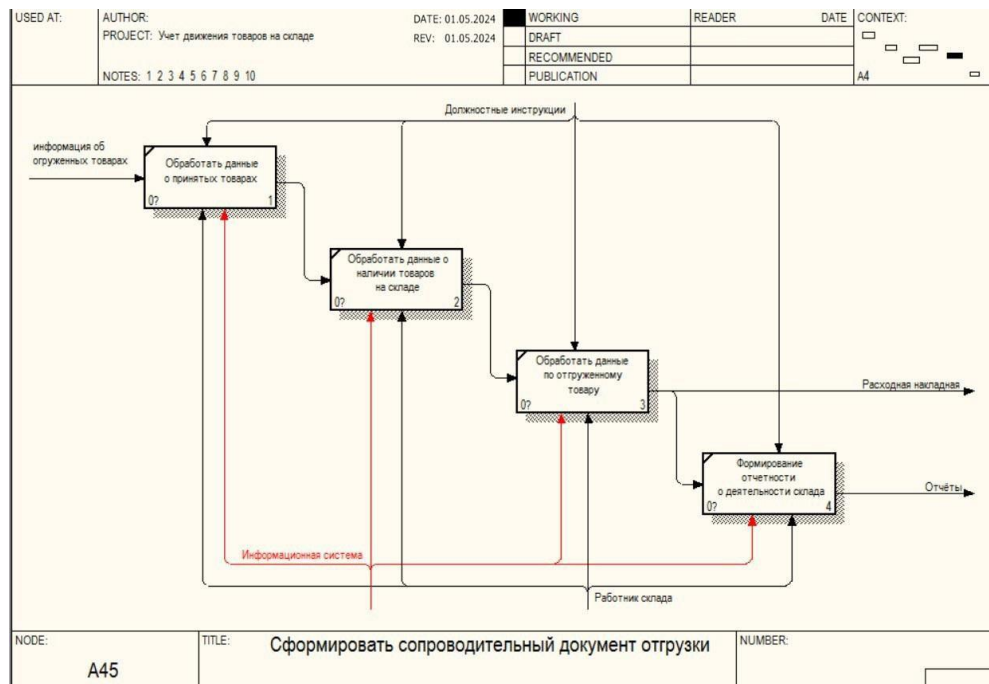 USED AT:
AUTHOR:
DATE: 01.05.2024
WORKING
READER
DATE
CONTEXT:
PROJECT: Учет движения товаров на складе
REV: 01.05.2024
DRAFT
RECOMMENDED
NOTES: 1 2 3 4 5 6 7 8 9 10
PUBLICATION
A4
Должностные инструкции
информация об
огруженных товарах
Обработать данные
о принятых товарах
0?
1
Обработать данные о
наличии товаров
на складе
0?
2
Обработать данные
по отгруженному
товару
0?
3
Расходная накладная
Формирование
отчетности
о деятельности склада
0?
4
Отчёты
Информационная система
Работник склада
NODE:
TITLE:
Сформировать сопроводительный документ отгрузки
NUMBER:
A45